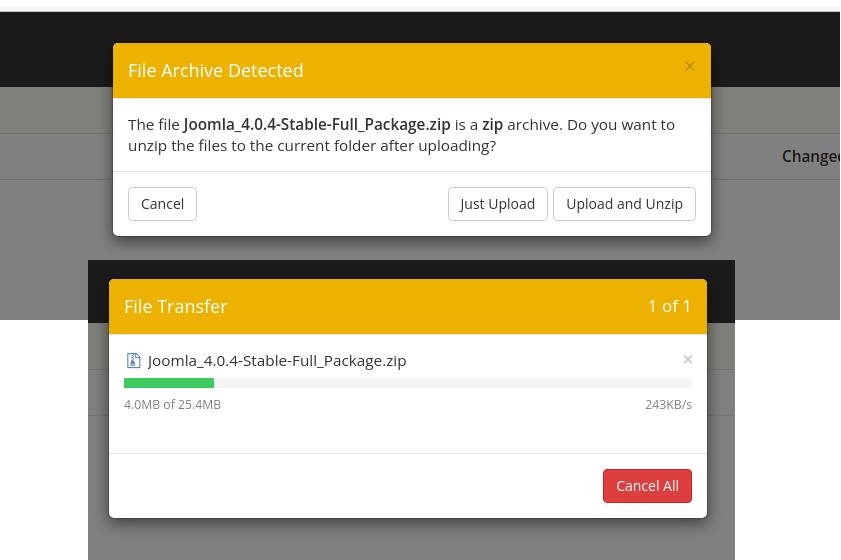 File Archive Detected ×
Changed
The file Joomla_4.0.4-Stable-Full_Package.zip is a zip archive. Do you want to
unzip the files to the current folder after uploading?
Cancel Just Upload Upload and Unzip
File Transfer 1 of 1
Joomla_4.0.4-Stable-Full_Package.zip ×
4.0MB of 25.4MB 243KB/s
Cancel All